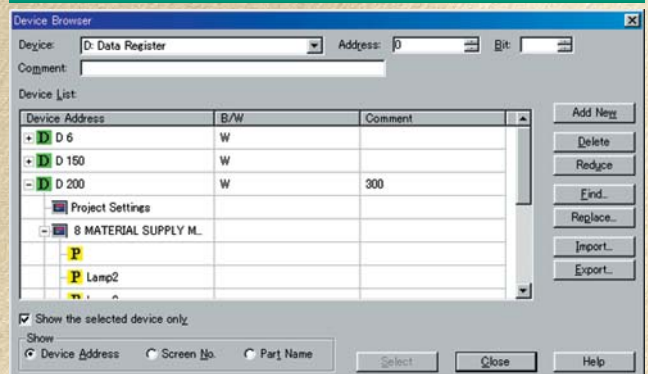 Device Browser
Device: D: Data Register Address: 0 Bit:
Comment:
Device List:
Device Address B/W Comment Add New
D D 6 W Delete
D D 150 W Reduce
D D 200 W 300 Find...
Project Settings Replace...
8 MATERIAL SUPPLY M... Import...
P Export...
P Lamp2
P
Show the selected device only
Show
Device Address Screen No. Part Name Select Close Help